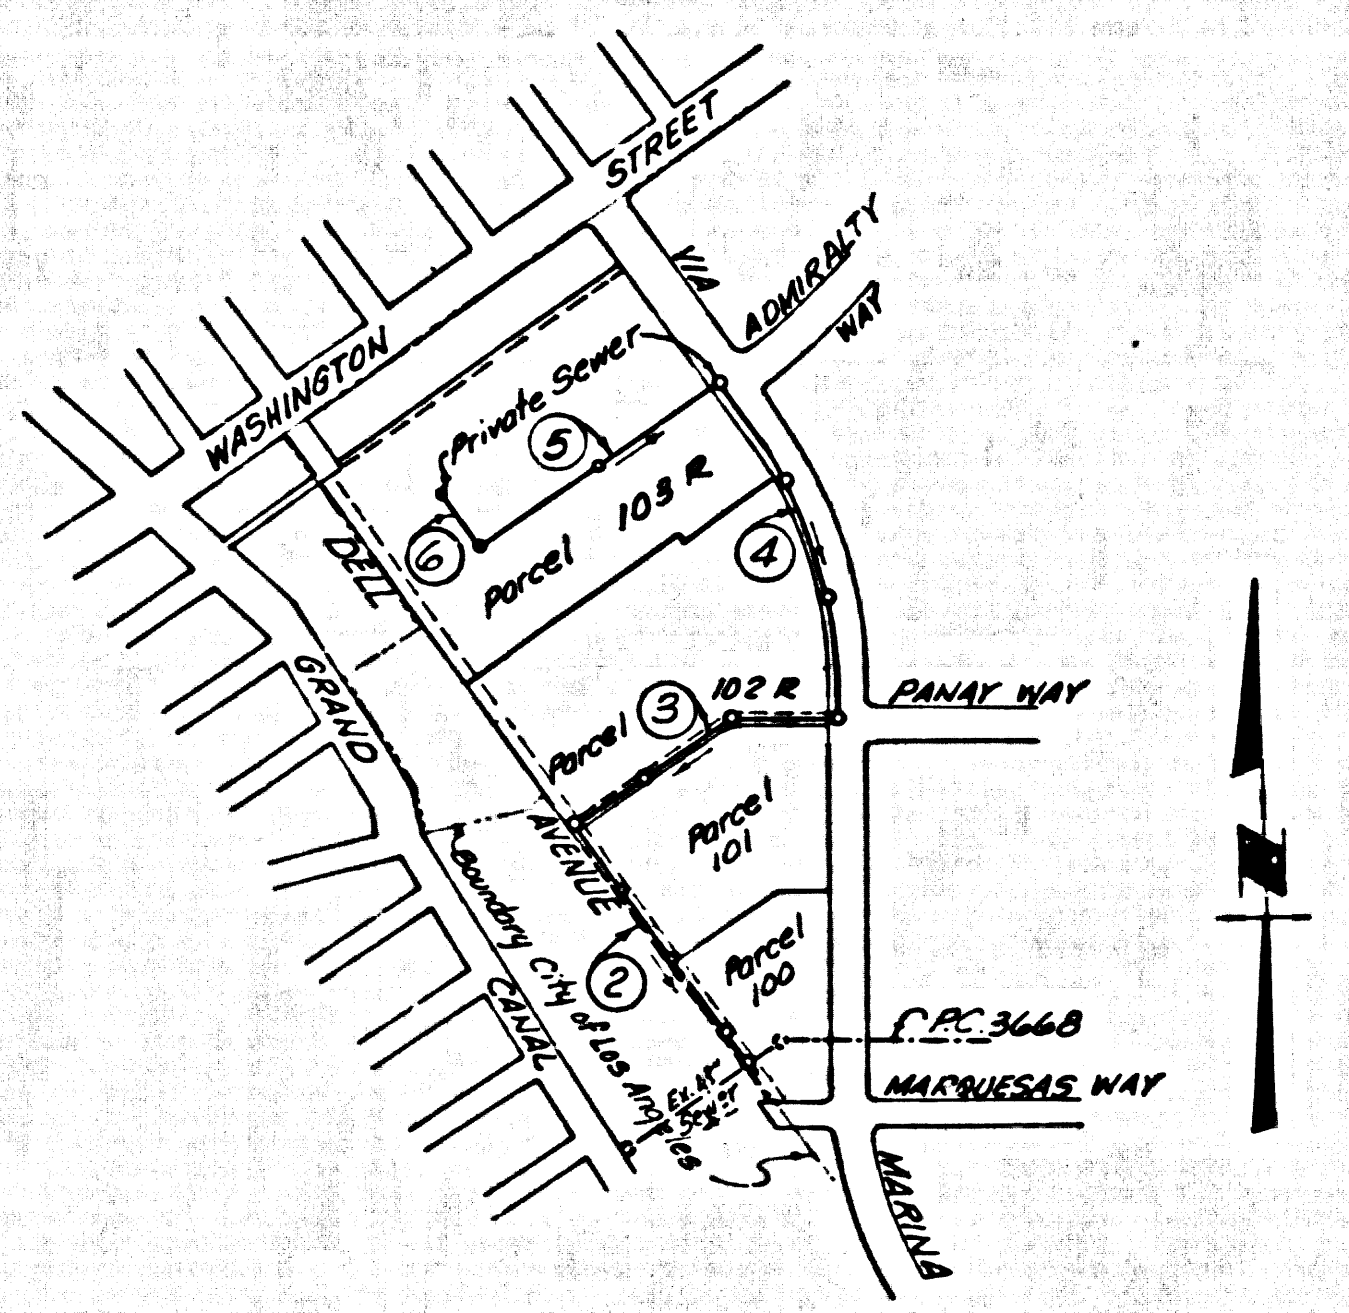 STREET
VIA
ADMIRALTY
WAY
WASHINGTON
Private Sewer
5
103 R
Parcel
6
4
DELL
GRAND
PANAY WAY
102 R
3
Parcel
Parcel
101
AVENUE
Boundary City of Los Angeles
2
Parcel
100
CANAL
P.C. 3668
MARQUESAS WAY
Ex. 48"
Sewer
MARINA
N